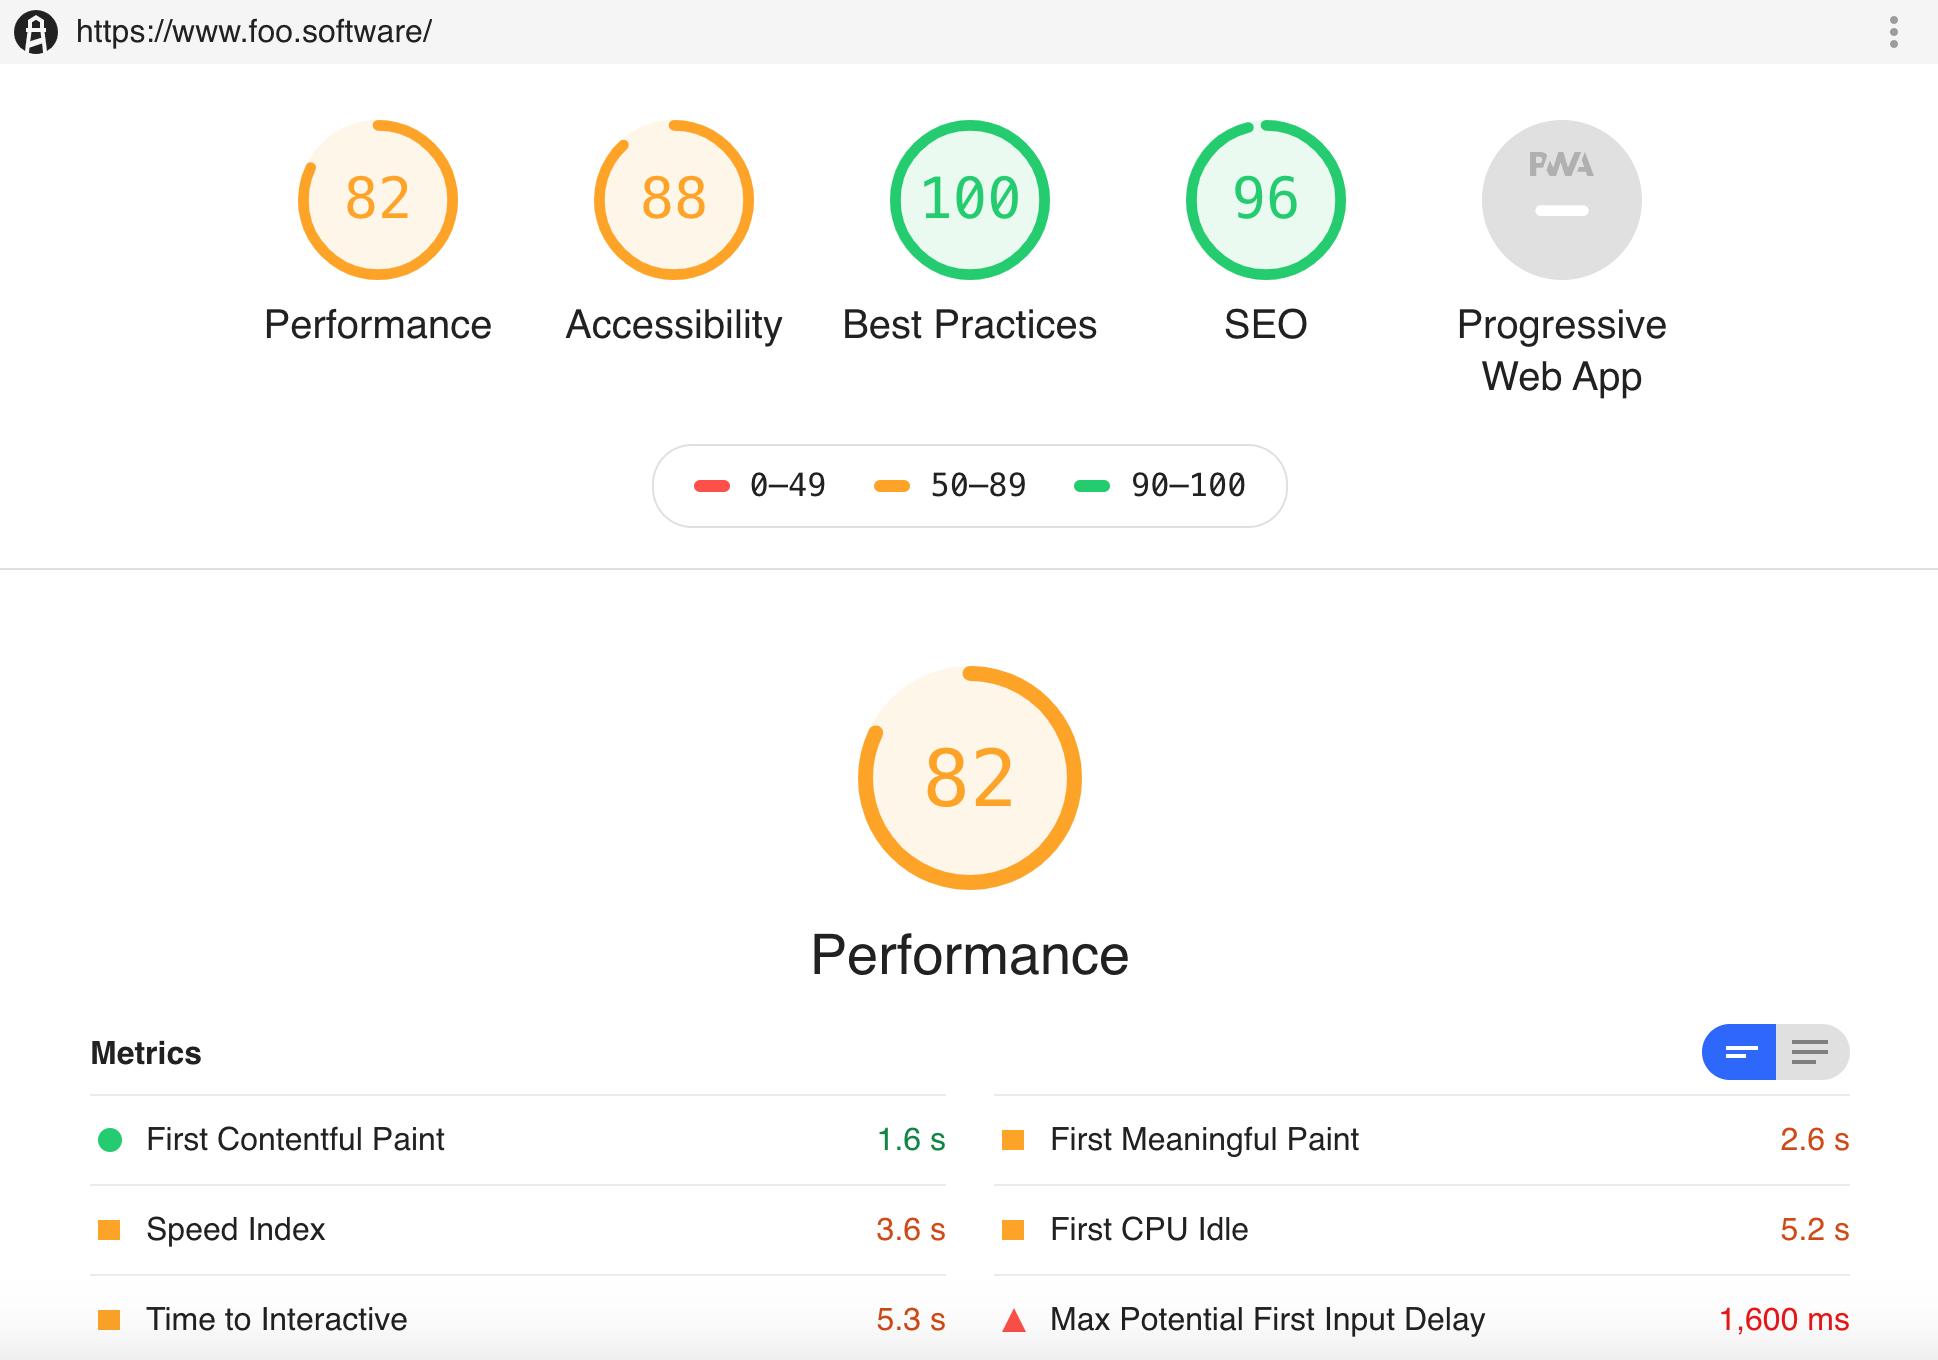 https://www.foo.software/
82
88
100
96
PWA
Performance
Accessibility
Best Practices
SEO
Progressive
Web App
0–49
50–89
90–100
82
Performance
Metrics
First Contentful Paint
1.6 s
First Meaningful Paint
2.6 s
Speed Index
3.6 s
First CPU Idle
5.2 s
Time to Interactive
5.3 s
Max Potential First Input Delay
1,600 ms